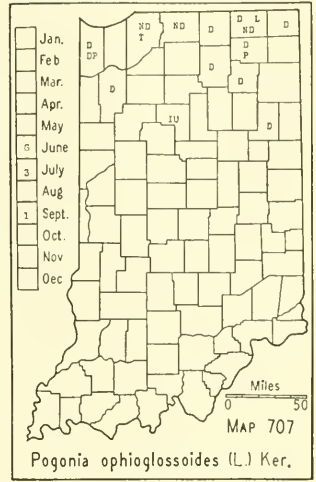 Jan.
Feb
Mar.
Apr.
May
6 June
3 July
Aug
1 Sept.
Oct.
Nov
Dec
D DP
ND T
ND
D
D L ND
D
D P
D
D
D
D
IU
Miles
0 50
MAP 707
Pogonia ophioglossoides (L.) Ker.